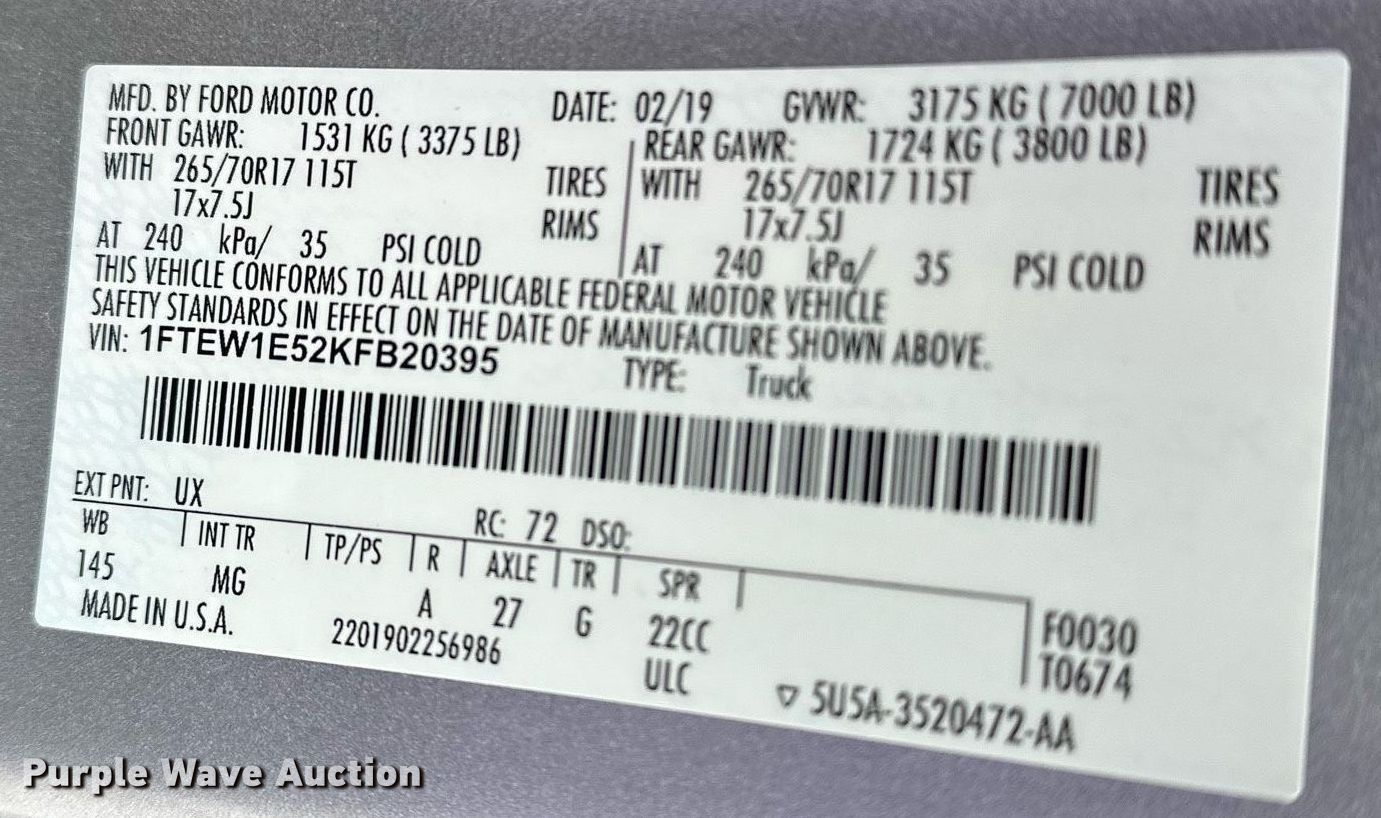 MFD. BY FORD MOTOR CO. DATE: 02/19 GVWR: 3175 KG ( 7000 LB)
FRONT GAWR: 1531 KG ( 3375 LB) REAR GAWR: 1724 KG ( 3800 LB)
WITH 265/70R17 115T TIRES WITH 265/70R17 115T TIRES
17x7.5J RIMS 17x7.5J RIMS
AT 240 kPa/ 35 PSI COLD AT 240 kPa/ 35 PSI COLD
THIS VEHICLE CONFORMS TO ALL APPLICABLE FEDERAL MOTOR VEHICLE
SAFETY STANDARDS IN EFFECT ON THE DATE OF MANUFACTURE SHOWN ABOVE.
VIN: 1FTEW1E52KFB20395 TYPE: Truck
EXT PNT: UX RC: 72 DSO:
WB INT TR TP/PS R AXLE TR SPR
145 MG A 27 G 22CC F0030
MADE IN U.S.A. 2201902256986 ULC T0674
▽ 5U5A-3520472-AA
Purple Wave Auction